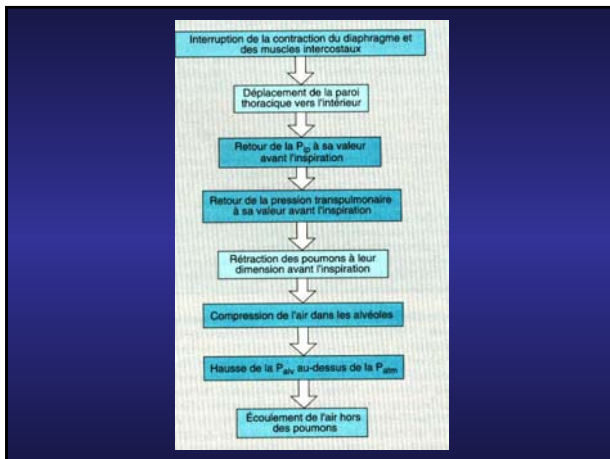 Interruption de la contraction du diaphragme et
des muscles intercostaux
Déplacement de la paroi
thoracique vers l'intérieur
Retour de la Pip à sa valeur
avant l'inspiration
Retour de la pression transpulmonaire
à sa valeur avant l'inspiration
Rétraction des poumons à leur
dimension avant l'inspiration
Compression de l'air dans les alvéoles
Hausse de la Palv au-dessus de la Patm
Écoulement de l'air hors
des poumons